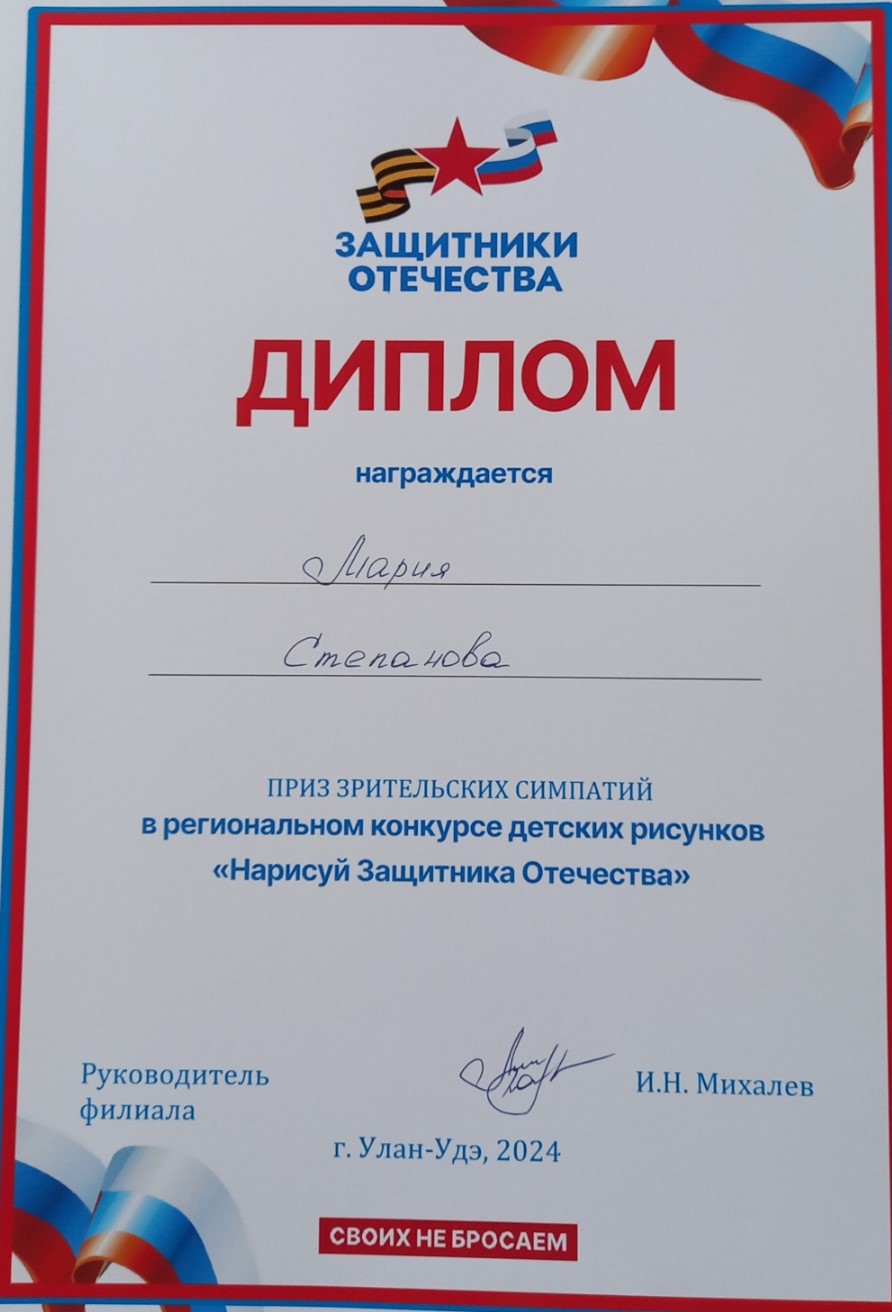 ЗАЩИТНИКИ
ОТЕЧЕСТВА
ДИПЛОМ
награждается
Мария
Степанова
ПРИЗ ЗРИТЕЛЬСКИХ СИМПАТИЙ
в региональном конкурсе детских рисунков
«Нарисуй Защитника Отечества»
Руководитель
филиала
И.Н. Михалев
г. Улан-Удэ, 2024
СВОИХ НЕ БРОСАЕМ